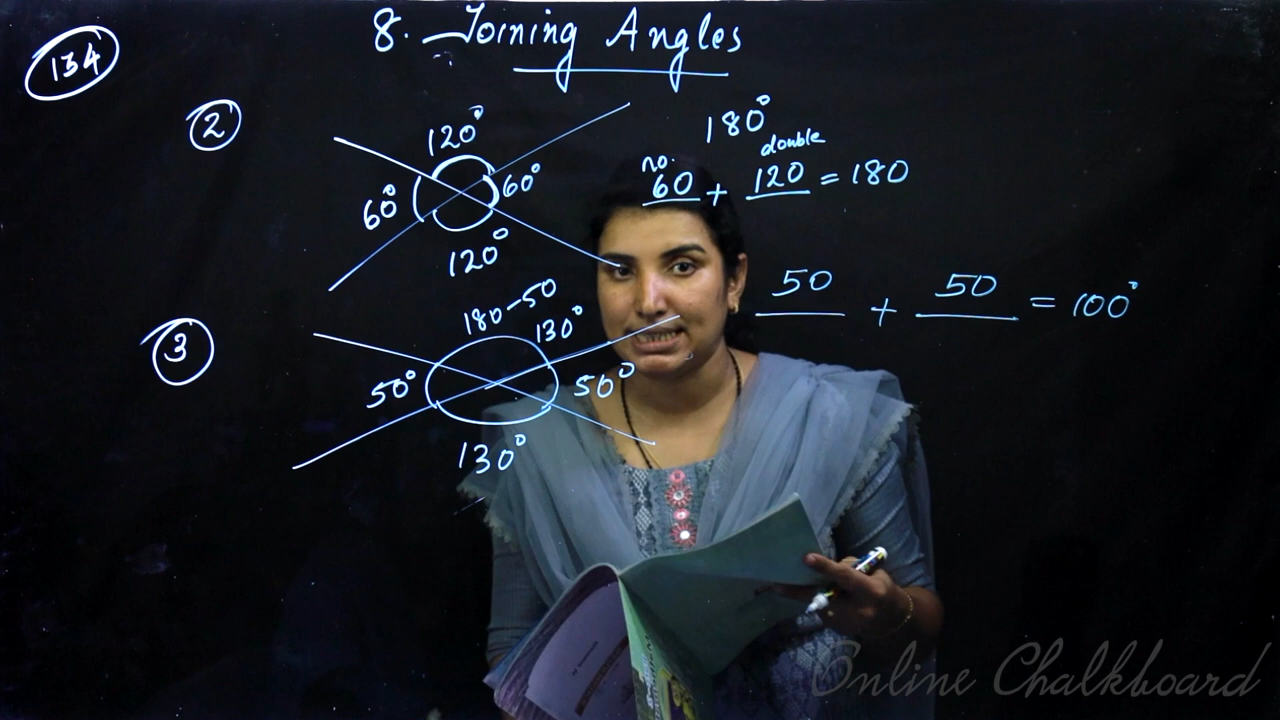 134
8. Joining Angles
2
120°
60°
60°
120°
180°
double
no.
60 + 120 = 180
3
180-50
130°
50°
50°
130°
50 + 50 = 100°
Online Chalkboard